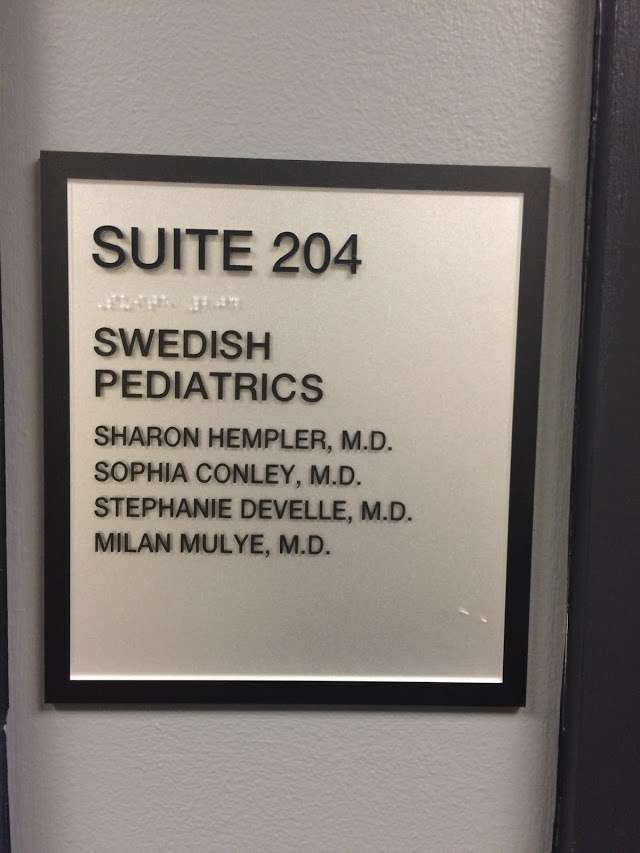 SUITE 204
SWEDISH
PEDIATRICS
SHARON HEMPLER, M.D.
SOPHIA CONLEY, M.D.
STEPHANIE DEVELLE, M.D.
MILAN MULYE, M.D.